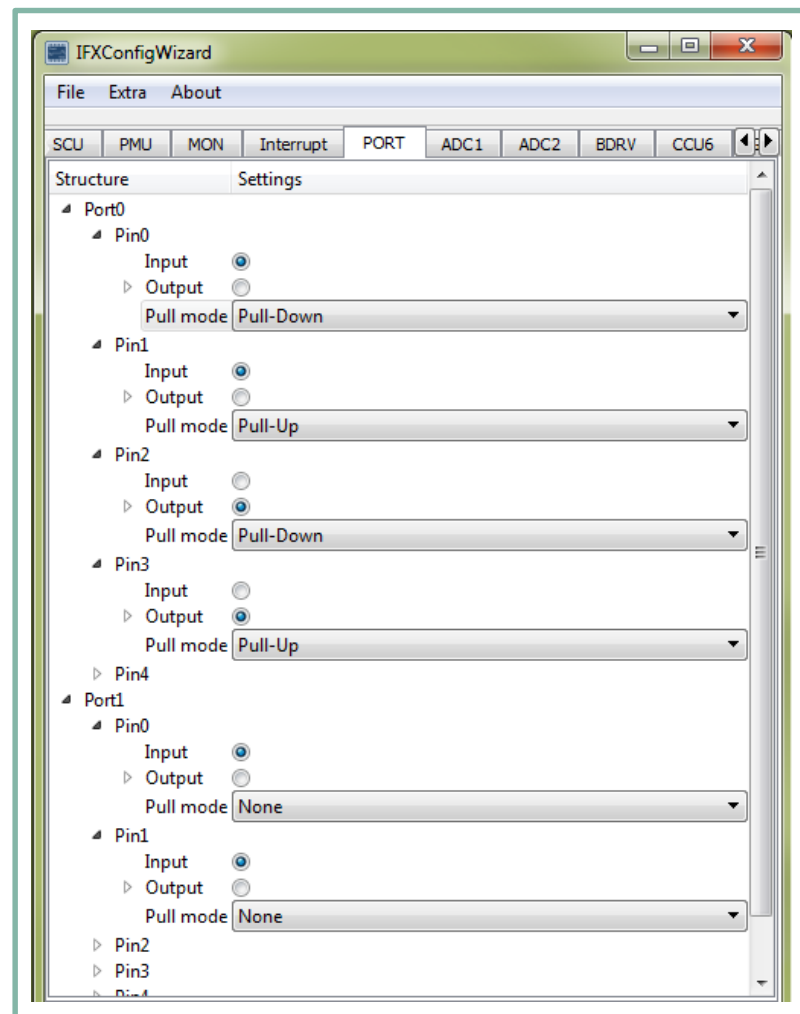 IFXConfigWizard
File Extra About
SCU PMU MON Interrupt PORT ADC1 ADC2 BDRV CCU6
Structure Settings
Port0
Pin0
Input
Output
Pull mode Pull-Down
Pin1
Input
Output
Pull mode Pull-Up
Pin2
Input
Output
Pull mode Pull-Down
Pin3
Input
Output
Pull mode Pull-Up
Pin4
Port1
Pin0
Input
Output
Pull mode None
Pin1
Input
Output
Pull mode None
Pin2
Pin3
Pin4